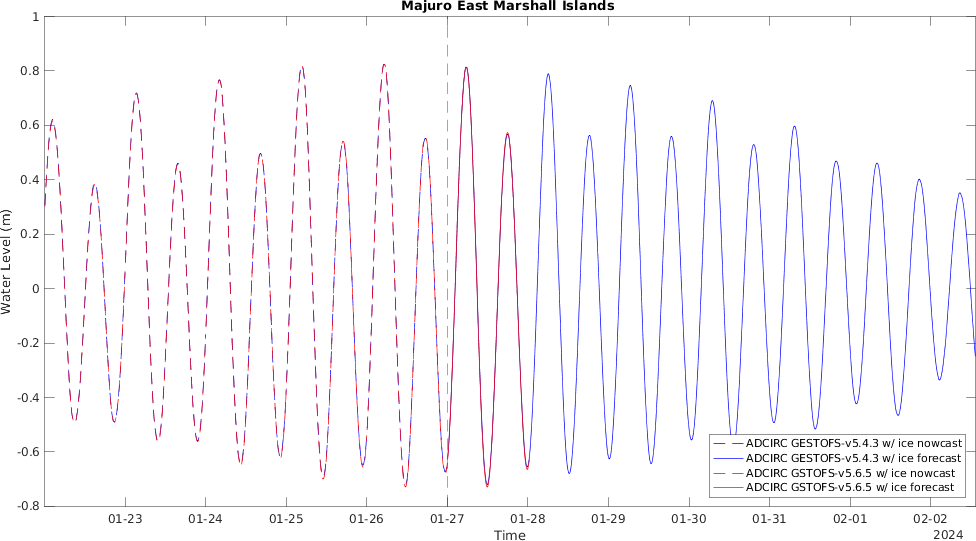 Majuro East Marshall Islands
1
0.8
0.6
0.4
0.2
0
-0.2
-0.4
-0.6
-0.8
Water Level (m)
ADCIRC GESTOFS-v5.4.3 w/ ice nowcast
ADCIRC GESTOFS-v5.4.3 w/ ice forecast
ADCIRC GSTOFS-v5.6.5 w/ ice nowcast
ADCIRC GSTOFS-v5.6.5 w/ ice forecast
01-23 01-24 01-25 01-26 01-27 01-28 01-29 01-30 01-31 02-01 02-02
Time
2024